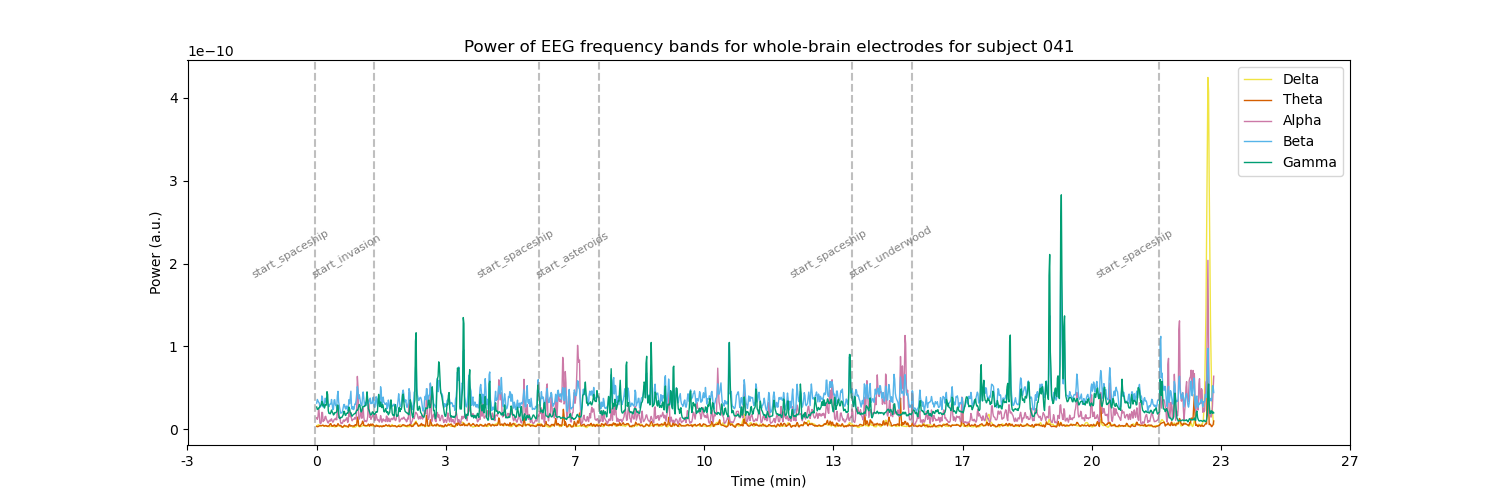 Power of EEG frequency bands for whole-brain electrodes for subject 041
1e−10
Power (a.u.)
4
3
2
1
0
start_spaceship
start_invasion
start_spaceship
start_asteroids
start_spaceship
start_underwood
start_spaceship
Delta
Theta
Alpha
Beta
Gamma
-3 0 3 7 10 13 17 20 23 27
Time (min)